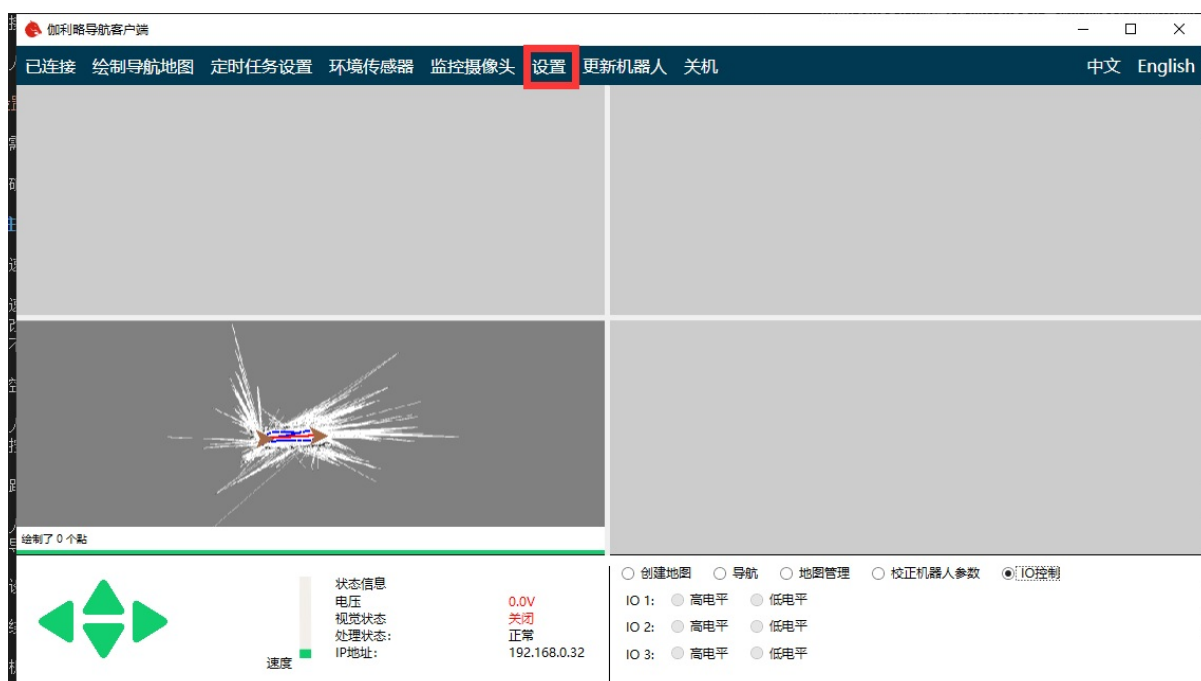 伽利略导航客户端
已连接 绘制导航地图 定时任务设置 环境传感器 监控摄像头 设置 更新机器人 关机 中文 English
绘制了 0 个點
状态信息
电压 0.0V
视觉状态 关闭
处理状态: 正常
IP地址: 192.168.0.32
速度
创建地图 导航 地图管理 校正机器人参数 IO控制
IO 1: 高电平 低电平
IO 2: 高电平 低电平
IO 3: 高电平 低电平